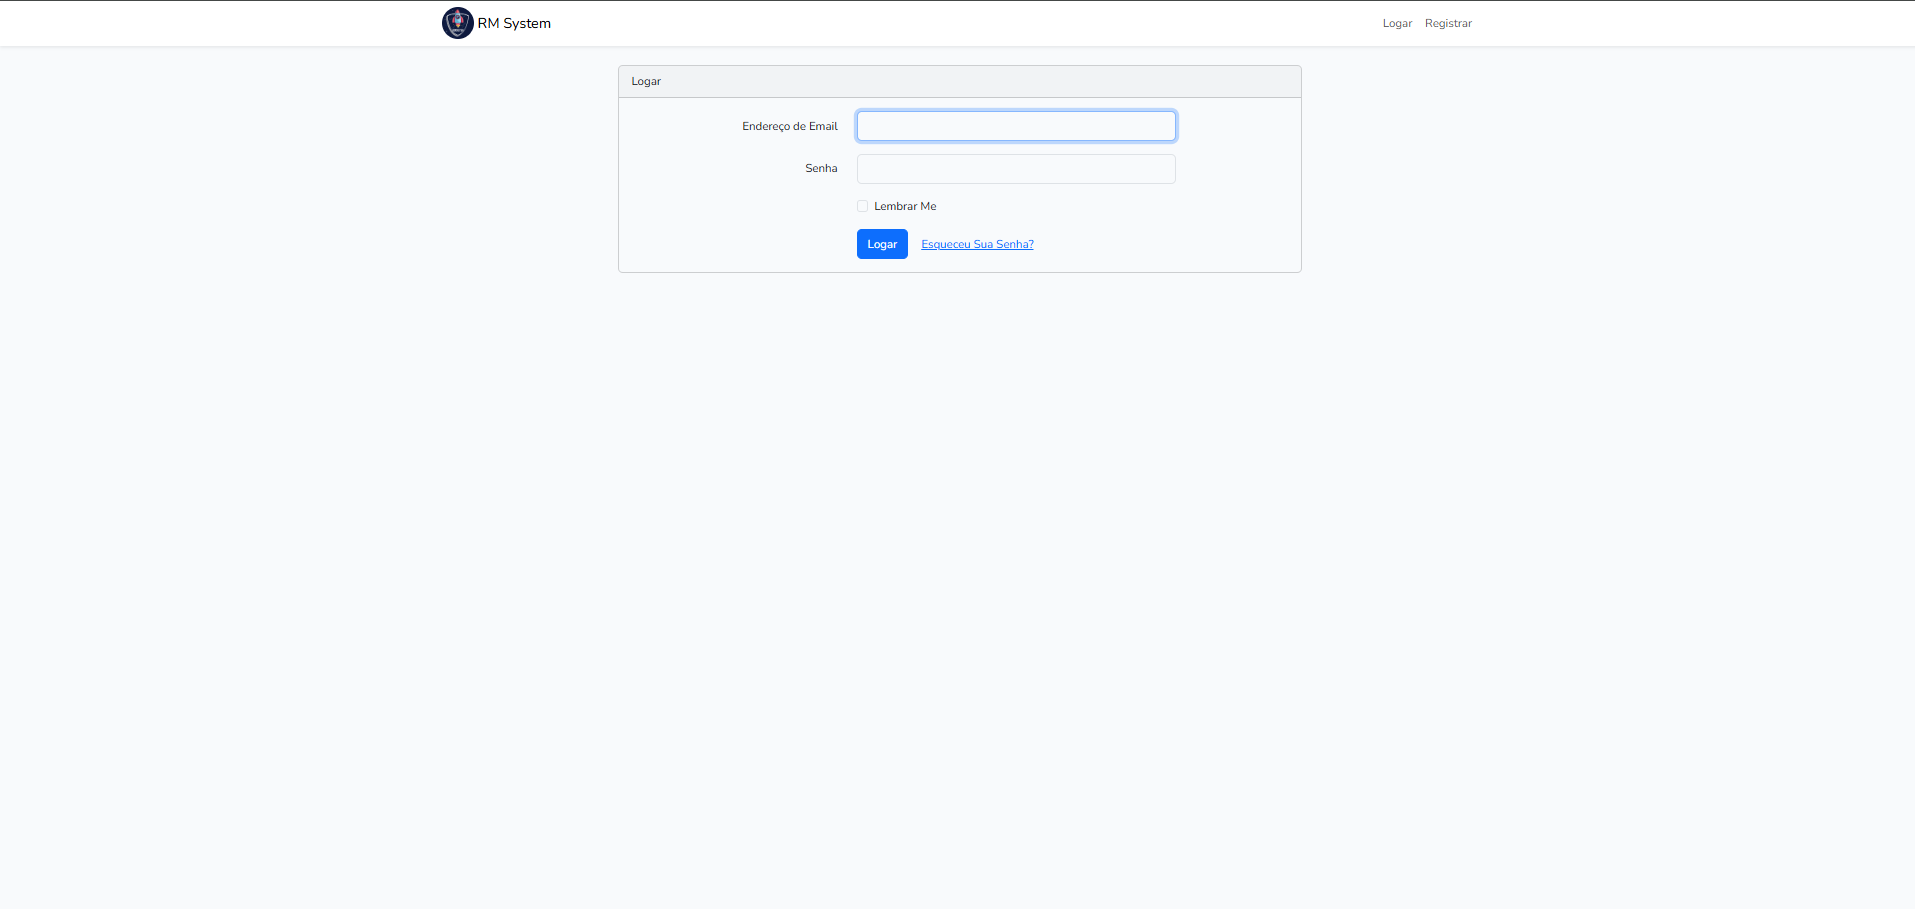 RM System
Logar Registrar
Logar
Endereço de Email
Senha
Lembrar Me
Logar Esqueceu Sua Senha?